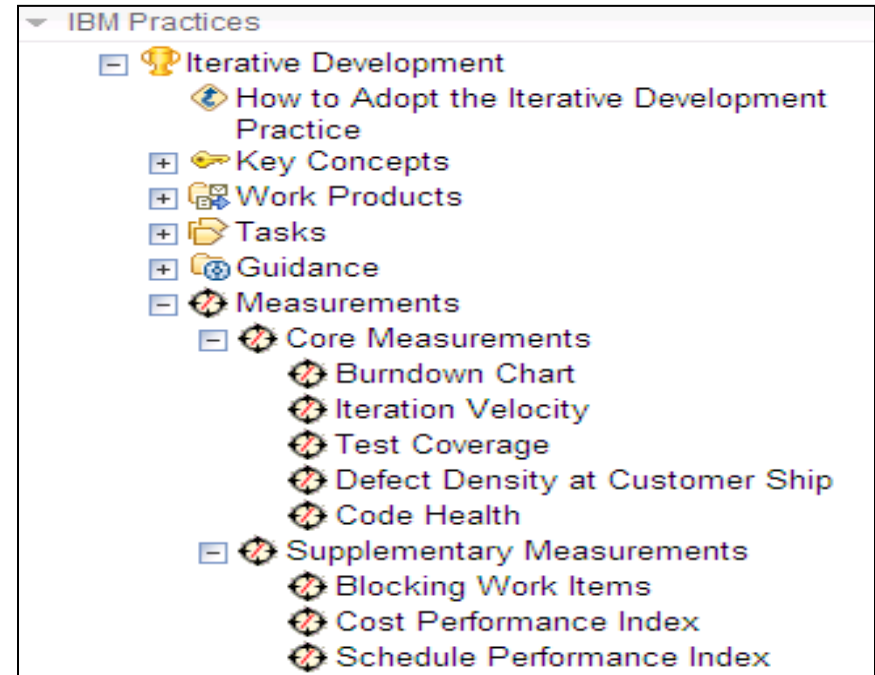 IBM Practices
Iterative Development
How to Adopt the Iterative Development
Practice
Key Concepts
Work Products
Tasks
Guidance
Measurements
Core Measurements
Burndown Chart
Iteration Velocity
Test Coverage
Defect Density at Customer Ship
Code Health
Supplementary Measurements
Blocking Work Items
Cost Performance Index
Schedule Performance Index